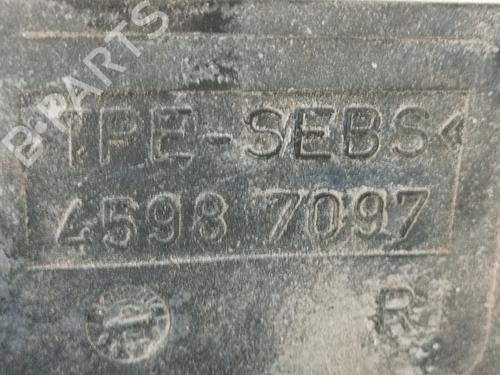 B-PARTS
TPE-SEBS<
4598 7097
R